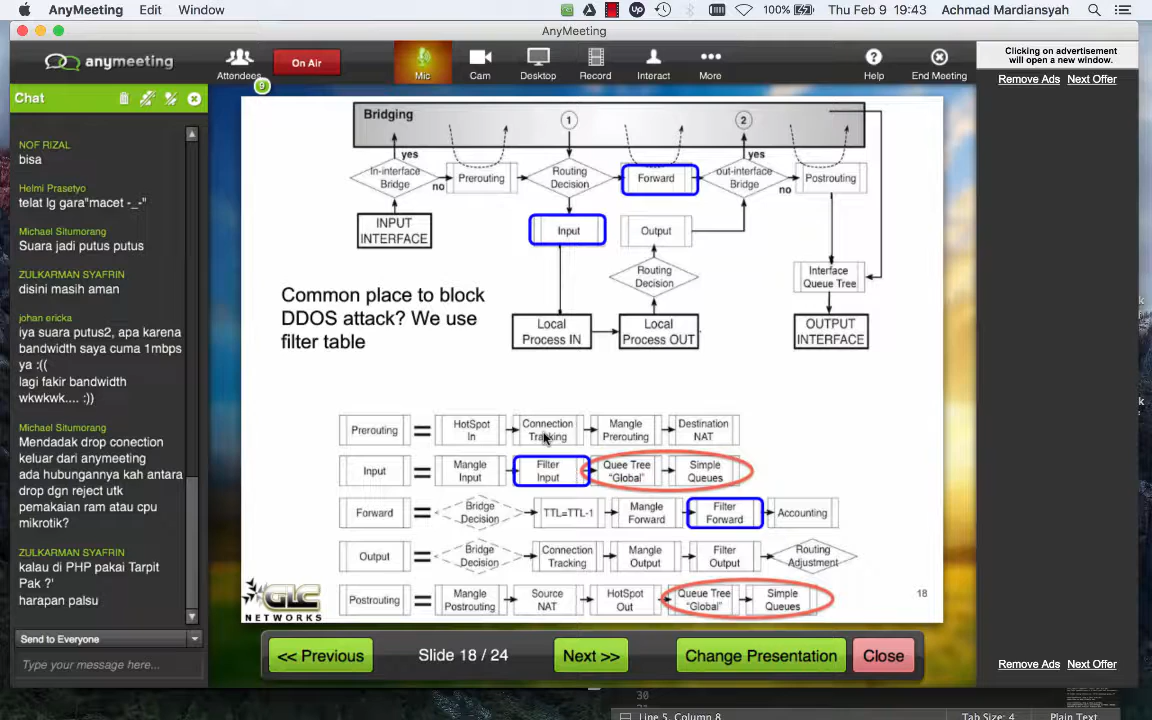 AnyMeeting Edit Window 100% Thu Feb 9 19:43 Achmad Mardiansyah
AnyMeeting
anymeeting
Attendees
9
On Air
Mic
Cam
Desktop
Record
Interact
More
Help
End Meeting
Clicking on advertisement
will open a new window.
Remove Ads Next Offer
Chat
NOF RIZAL
bisa
Helmi Prasetyo
telat lg gara"macet -_-"
Michael Situmorang
Suara jadi putus putus
ZULKARMAN SYAFRIN
disini masih aman
johan ericka
iya suara putus2, apa karena
bandwidth saya cuma 1mbps
ya :((
lagi fakir bandwidth
wkwkwk.... :))
Michael Situmorang
Mendadak drop conection
keluar dari anymeeting
ada hubungannya kah antara
drop dgn reject utk
pemakaian ram atau cpu
mikrotik?
ZULKARMAN SYAFRIN
kalau di PHP pakai Tarpit
Pak ?'
harapan palsu
Send to Everyone
Type your message here...
Bridging
1
2
yes
yes
In-interface
Bridge
no
Prerouting
Routing
Decision
Forward
out-interface
Bridge
no
Postrouting
INPUT
INTERFACE
Input
Output
Routing
Decision
Interface
Queue Tree
Local
Process IN
Local
Process OUT
OUTPUT
INTERFACE
Common place to block
DDOS attack? We use
filter table
Prerouting = HotSpot
In
Connection
Tracking
Mangle
Prerouting
Destination
NAT
Input = Mangle
Input
Filter
Input
Quee Tree
"Global"
Simple
Queues
Forward = Bridge
Decision
TTL=TTL-1
Mangle
Forward
Filter
Forward
Accounting
Output = Bridge
Decision
Connection
Tracking
Mangle
Output
Filter
Output
Routing
Adjustment
Postrouting = Mangle
Postrouting
Source
NAT
HotSpot
Out
Queue Tree
"Global"
Simple
Queues
GLC
NETWORKS
18
<< Previous
Slide 18 / 24
Next >>
Change Presentation
Close
Remove Ads Next Offer
30
Line 5, Column 8
Tab Size: 4
Plain Text